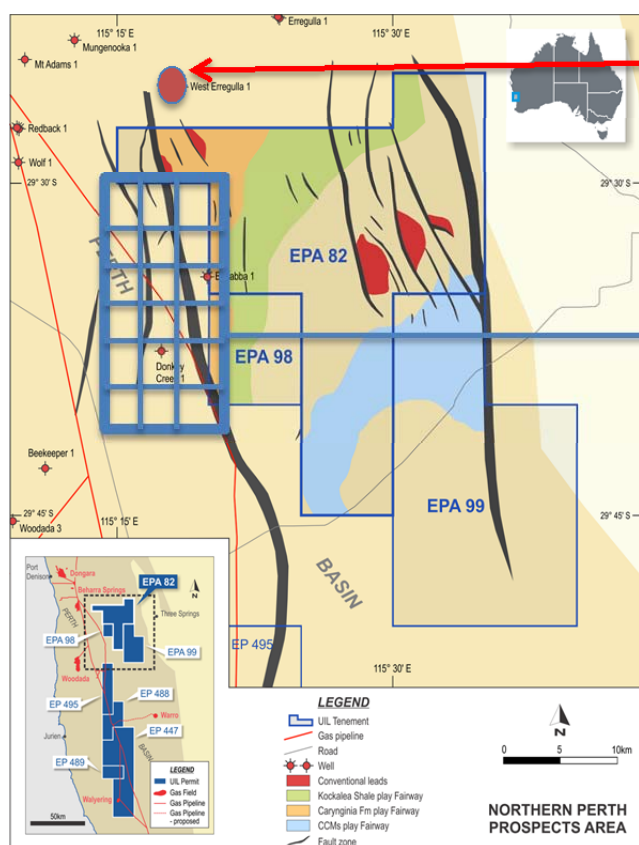 115° 15'
115° 30'
Erregulla 1
Mungenooka 1
Mt Adams 1
West Erregulla 1
Redback 1
Wolf 1
29° 30' S
29° 30' S
PERTH
EPA 82
Donkey
Creek 1
EPA 98
Beekeeper 1
Woodada 3
29° 45' S
115° 15'
EPA 99
29° 45' S
BASIN
EP 495
115° 30'
Port
Denison
Dongara
EPA 82
Beharra Springs
N
PERTH
Three Springs
EPA 98
EPA 99
Woodada
EP 495
EP 488
Warro
Jurien
EP 447
BASIN
EP 489
Walyering
50km
LEGEND
UIL Permit
Gas Field
Gas Pipeline
Gas Pipeline
- proposed
LEGEND
UIL Tenement
Gas pipeline
Road
Well
Conventional leads
Kockalea Shale play Fairway
Carynginia Fm play Fairway
CCMs play Fairway
Fault zone
N
0 5 10km
NORTHERN PERTH
PROSPECTS AREA